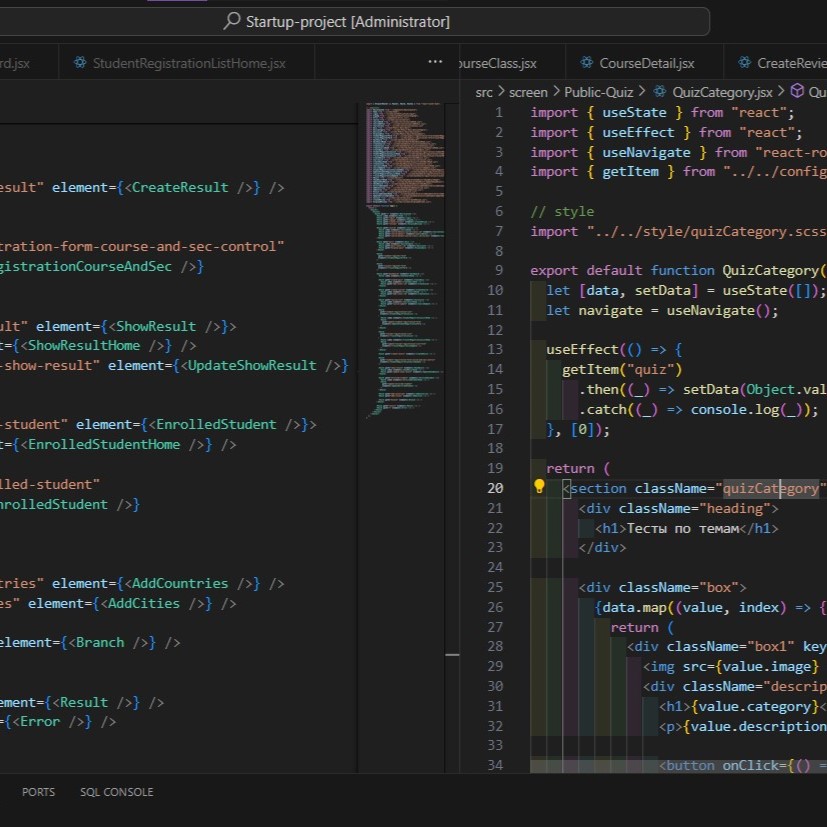 Startup-project [Administrator]
rd.jsx StudentRegistrationListHome.jsx ··· ourseClass.jsx CourseDetail.jsx CreateRevie
src > screen > Public-Quiz > QuizCategory.jsx > Qu
esult" element={<CreateResult />} />
tration-form-course-and-sec-control"
gistrationCourseAndSec />}
ult" element={<ShowResult />}>
t={<ShowResultHome />} />
-show-result" element={<UpdateShowResult />}
-student" element={<EnrolledStudent />}>
t={<EnrolledStudentHome />} />
lled-student"
nrolledStudent />}
tries" element={<AddCountries />} />
es" element={<AddCities />} />
element={<Branch />} />
ement={<Result />} />
={<Error />} />
1 import { useState } from "react";
2 import { useEffect } from "react";
3 import { useNavigate } from "react-ro
4 import { getItem } from "../../config
5
6 // style
7 import "../../style/quizCategory.scss
8
9 export default function QuizCategory(
10 let [data, setData] = useState([]);
11 let navigate = useNavigate();
12
13 useEffect(() => {
14 getItem("quiz")
15 .then((_) => setData(Object.val
16 .catch((_) => console.log(_));
17 }, [0]);
18
19 return (
20 <section className="quizCategory"
21 <div className="heading">
22 <h1>Тесты по темам</h1>
23 </div>
24
25 <div className="box">
26 {data.map((value, index) => {
27 return (
28 <div className="box1" key
29 <img src={value.image}
30 <div className="descrip
31 <h1>{value.category}<
32 <p>{value.description
33
34 <button onClick={() =
PORTS SQL CONSOLE